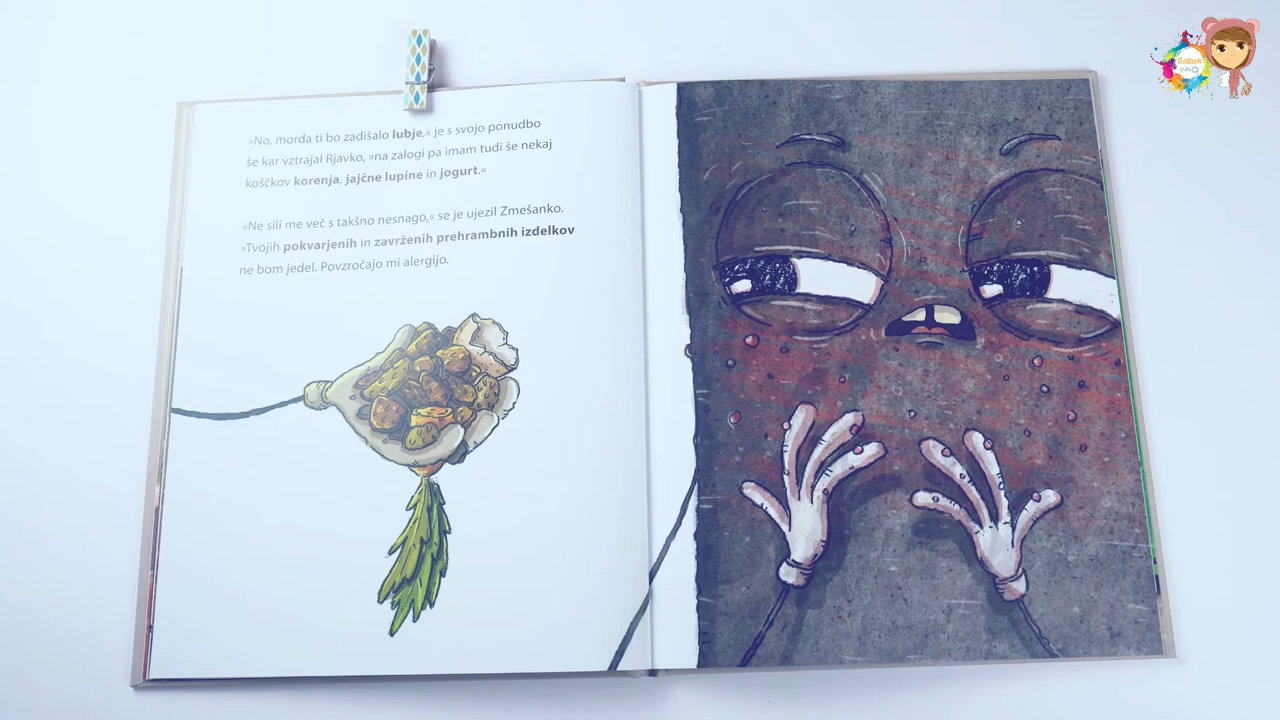 »No, morda ti bo zadišalo lubje,« je s svojo ponudbo
še kar vztrajal Rjavko, »na zalogi pa imam tudi še nekaj
koščkov korenja, jajčne lupine in jogurt.«
»Ne sili me več s takšno nesnago,« se je ujezil Zmešanko.
»Tvojih pokvarjenih in zavrženih prehrambnih izdelkov
ne bom jedel. Povzročajo mi alergijo.